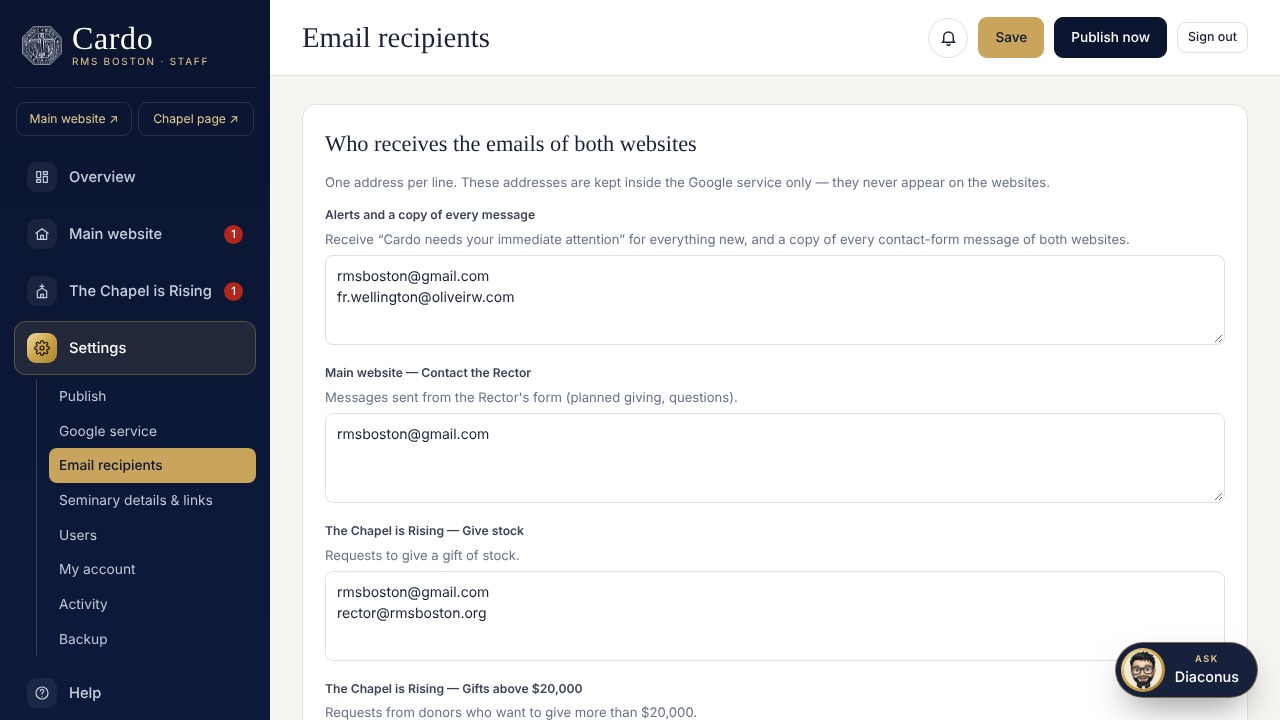 Cardo
RMS BOSTON · STAFF
Main website ↗
Chapel page ↗
Overview
Main website 1
The Chapel is Rising 1
Settings
Publish
Google service
Email recipients
Seminary details & links
Users
My account
Activity
Backup
Help
Email recipients
Save
Publish now
Sign out
Who receives the emails of both websites
One address per line. These addresses are kept inside the Google service only — they never appear on the websites.
Alerts and a copy of every message
Receive “Cardo needs your immediate attention” for everything new, and a copy of every contact-form message of both websites.
rmsboston@gmail.com
fr.wellington@oliveirw.com
Main website — Contact the Rector
Messages sent from the Rector's form (planned giving, questions).
rmsboston@gmail.com
The Chapel is Rising — Give stock
Requests to give a gift of stock.
rmsboston@gmail.com
rector@rmsboston.org
The Chapel is Rising — Gifts above $20,000
Requests from donors who want to give more than $20,000.
ASK
Diaconus